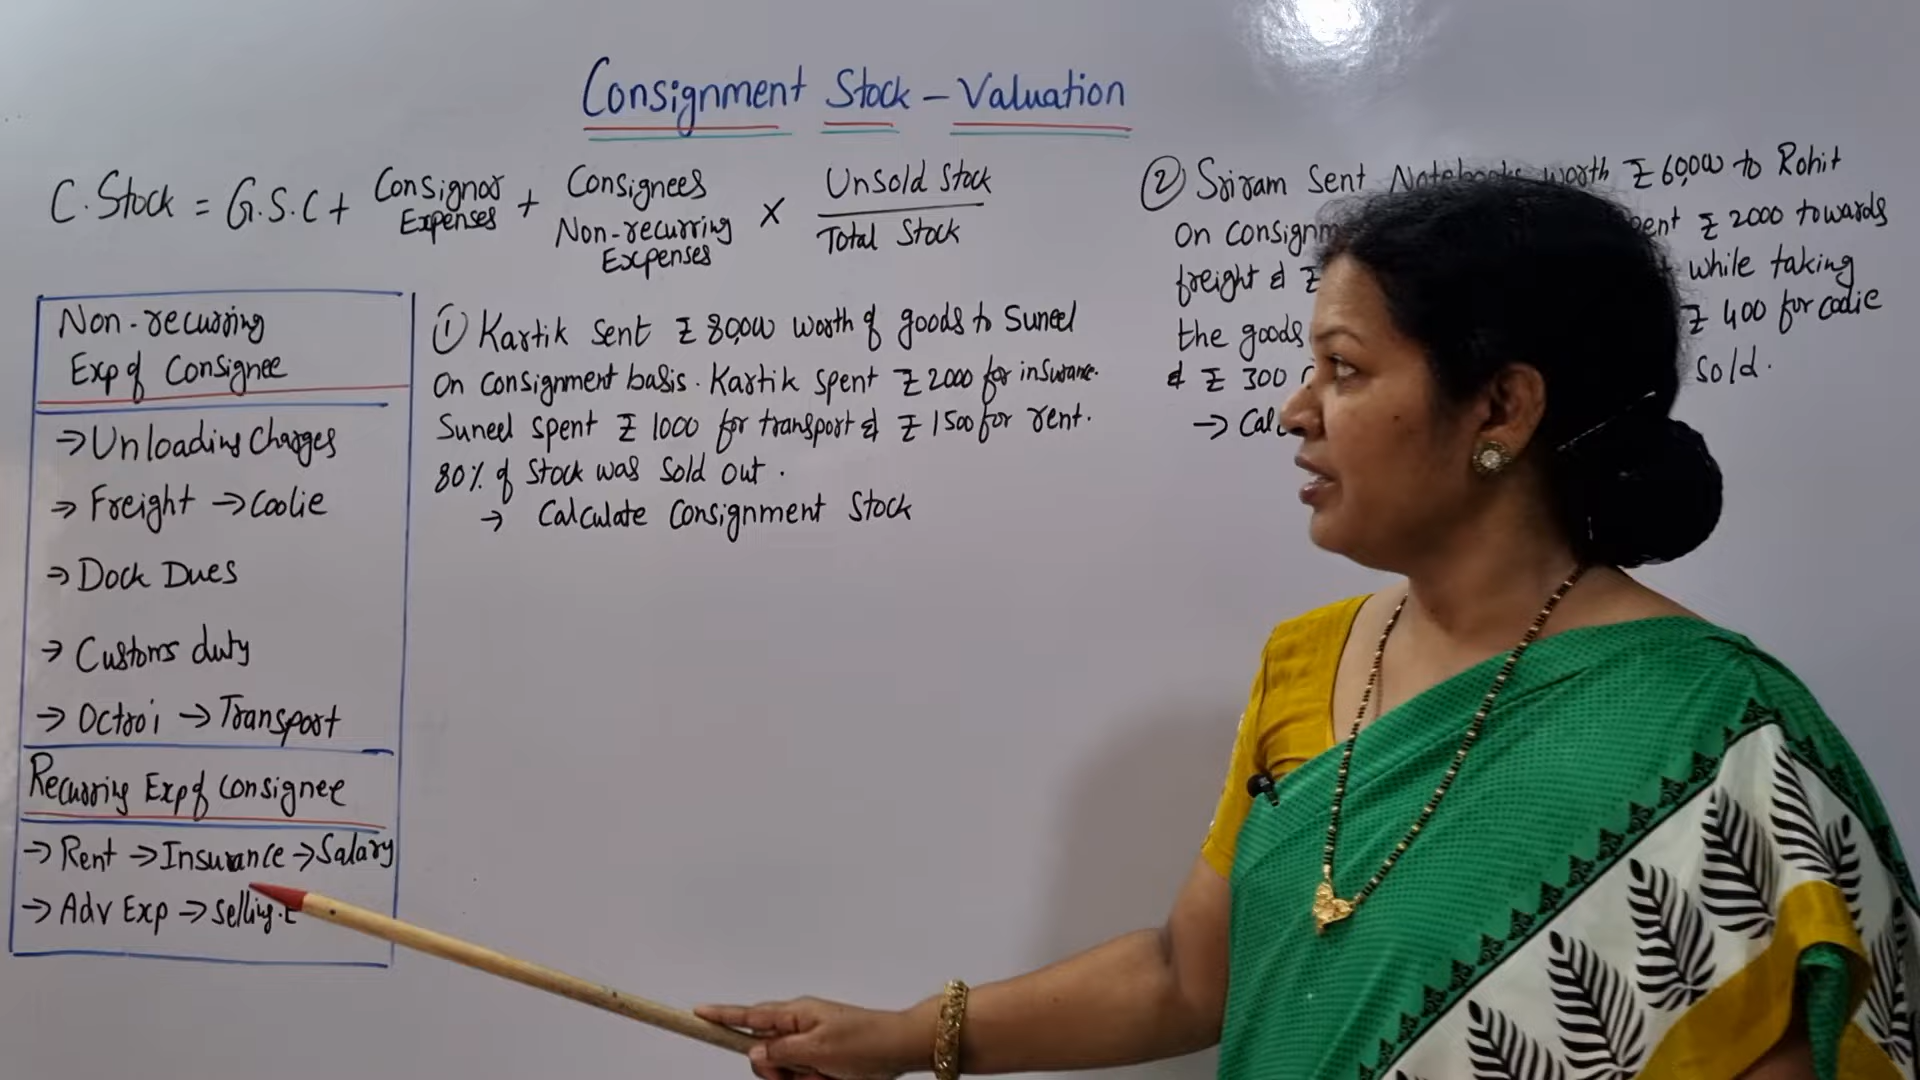 Consignment Stock - Valuation
C. Stock = G.S.C + Consignor Expenses + Consignees Non-recurring Expenses × Unsold Stock / Total Stock
Non-recurring
Exp of Consignee
→ Unloading Charges
→ Freight → Coolie
→ Dock Dues
→ Customs duty
→ Octroi → Transport
Recurring Exp of Consignee
→ Rent → Insurance → Salary
→ Adv Exp → Selling.E
① Kartik Sent ₹ 80,000 worth of goods to Suneel
On consignment basis. Kartik spent ₹ 2000 for insurance.
Suneel spent ₹ 1000 for transport & ₹ 1500 for rent.
80% of Stock was Sold out.
→ Calculate Consignment Stock
② Sriram Sent Notebooks worth ₹ 60,000 to Rohit
On Consignm ₹ 2000 towards
freight & ₹ while taking
the goods ₹ 400 for coolie
& ₹ 300 Sold.
→ Calc